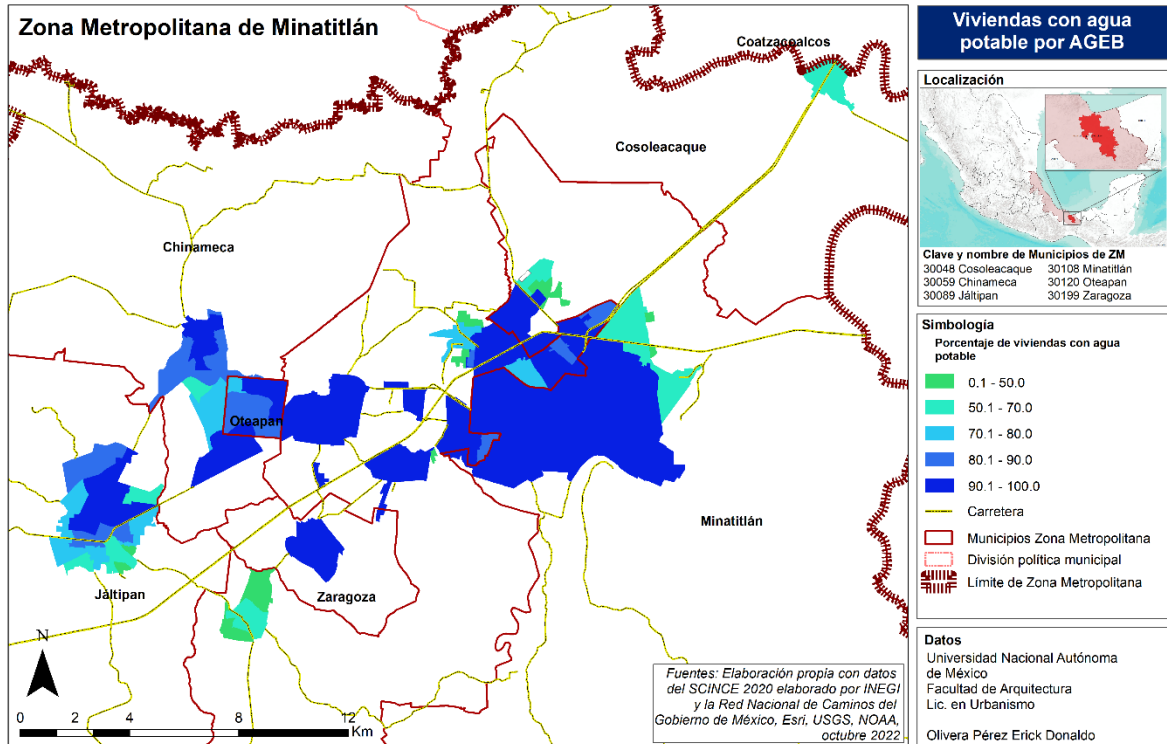 Zona Metropolitana de Minatitlán
Coatzacoalcos
Cosoleacaque
Chinameca
Oteapan
Minatitlán
Jáltipan
Zaragoza
N
0 2 4 8 12
Km
Fuentes: Elaboración propia con datos
del SCINCE 2020 elaborado por INEGI
y la Red Nacional de Caminos del
Gobierno de México, Esri, USGS, NOAA,
octubre 2022
Viviendas con agua
potable por AGEB
Localización
Clave y nombre de Municipios de ZM
30048 Cosoleacaque 30108 Minatitlán
30059 Chinameca 30120 Oteapan
30089 Jáltipan 30199 Zaragoza
Simbología
Porcentaje de viviendas con agua
potable
0.1 - 50.0
50.1 - 70.0
70.1 - 80.0
80.1 - 90.0
90.1 - 100.0
Carretera
Municipios Zona Metropolitana
División política municipal
Límite de Zona Metropolitana
Datos
Universidad Nacional Autónoma
de México
Facultad de Arquitectura
Lic. en Urbanismo
Olivera Pérez Erick Donaldo